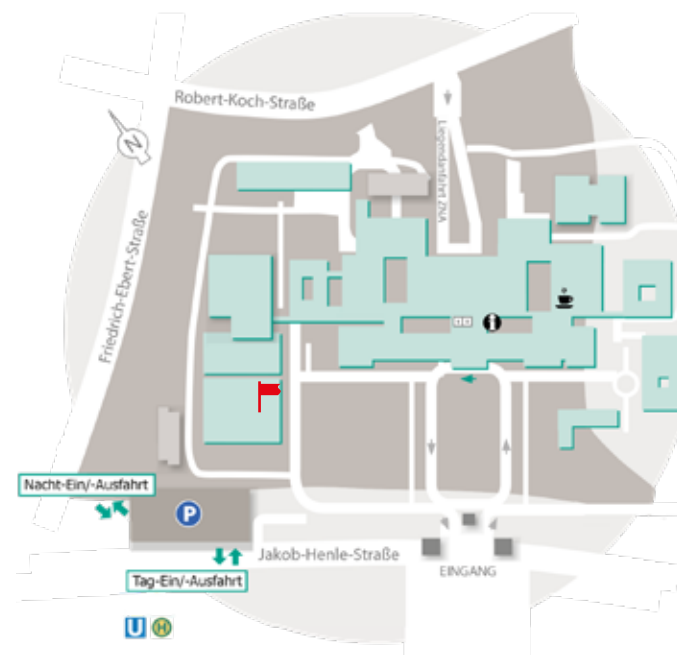 Robert-Koch-Straße
N
Liegendanfahrt ZNA
Friedrich-Ebert-Straße
i
Nacht-Ein/-Ausfahrt
P
Jakob-Henle-Straße
EINGANG
Tag-Ein/-Ausfahrt
U H